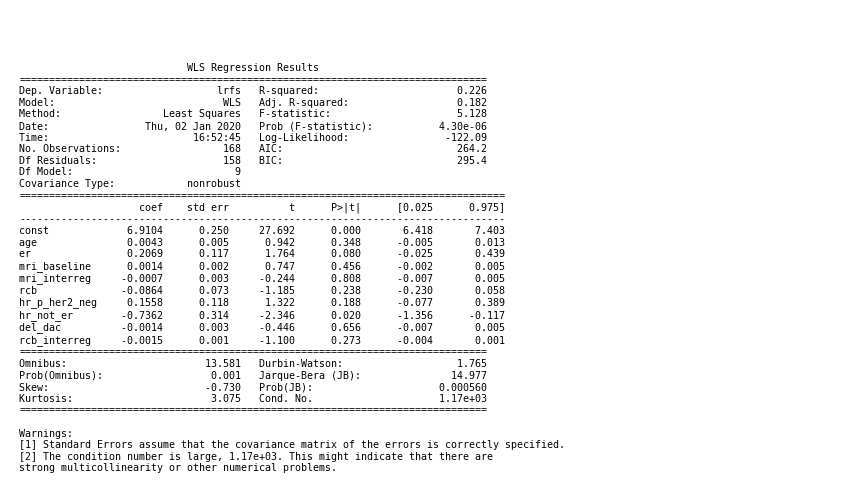 WLS Regression Results
==============================================================================
Dep. Variable:                   lrfs   R-squared:                       0.226
Model:                            WLS   Adj. R-squared:                  0.182
Method:                 Least Squares   F-statistic:                     5.128
Date:                Thu, 02 Jan 2020   Prob (F-statistic):           4.30e-06
Time:                        16:52:45   Log-Likelihood:                -122.09
No. Observations:                 168   AIC:                             264.2
Df Residuals:                     158   BIC:                             295.4
Df Model:                           9
Covariance Type:            nonrobust
=================================================================================
                    coef    std err          t      P>|t|      [0.025      0.975]
---------------------------------------------------------------------------------
const             6.9104      0.250     27.692      0.000       6.418       7.403
age               0.0043      0.005      0.942      0.348      -0.005       0.013
er                0.2069      0.117      1.764      0.080      -0.025       0.439
mri_baseline      0.0014      0.002      0.747      0.456      -0.002       0.005
mri_interreg     -0.0007      0.003     -0.244      0.808      -0.007       0.005
rcb              -0.0864      0.073     -1.185      0.238      -0.230       0.058
hr_p_her2_neg     0.1558      0.118      1.322      0.188      -0.077       0.389
hr_not_er        -0.7362      0.314     -2.346      0.020      -1.356      -0.117
del_dac          -0.0014      0.003     -0.446      0.656      -0.007       0.005
rcb_interreg     -0.0015      0.001     -1.100      0.273      -0.004       0.001
==============================================================================
Omnibus:                       13.581   Durbin-Watson:                   1.765
Prob(Omnibus):                  0.001   Jarque-Bera (JB):               14.977
Skew:                          -0.730   Prob(JB):                     0.000560
Kurtosis:                       3.075   Cond. No.                     1.17e+03
==============================================================================

Warnings:
[1] Standard Errors assume that the covariance matrix of the errors is correctly specified.
[2] The condition number is large, 1.17e+03. This might indicate that there are
strong multicollinearity or other numerical problems.